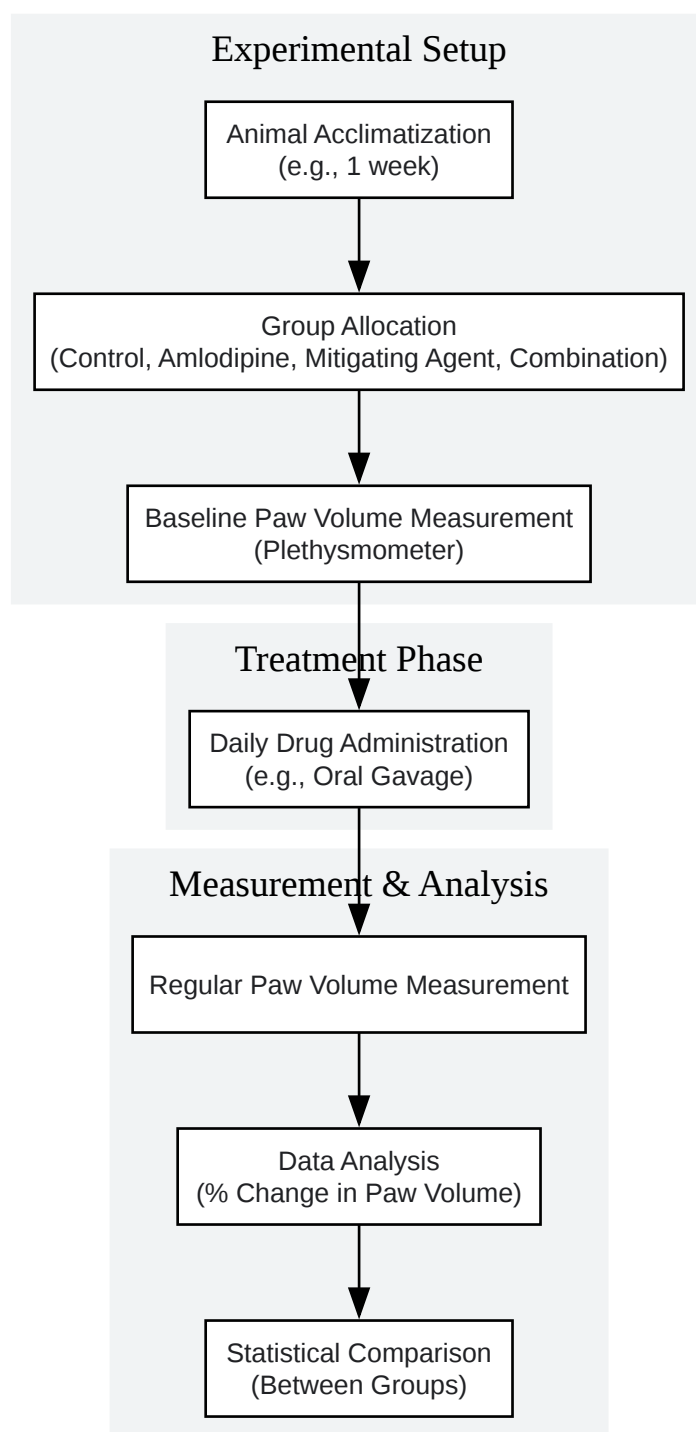 Experimental Setup
Animal Acclimatization
(e.g., 1 week)
Group Allocation
(Control, Amlodipine, Mitigating Agent, Combination)
Baseline Paw Volume Measurement
(Plethysmometer)
Treatment Phase
Daily Drug Administration
(e.g., Oral Gavage)
Measurement & Analysis
Regular Paw Volume Measurement
Data Analysis
(% Change in Paw Volume)
Statistical Comparison
(Between Groups)